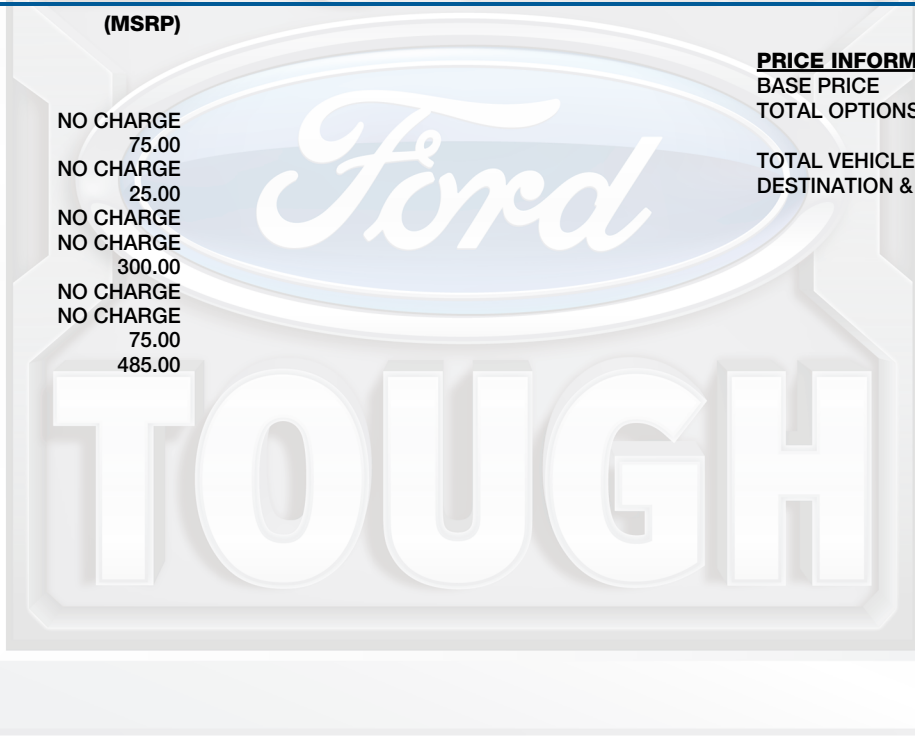 (MSRP)
NO CHARGE
75.00
NO CHARGE
25.00
NO CHARGE
NO CHARGE
300.00
NO CHARGE
NO CHARGE
75.00
485.00
PRICE INFORM
BASE PRICE
TOTAL OPTIONS
TOTAL VEHICLE
DESTINATION &
Ford
TOUGH